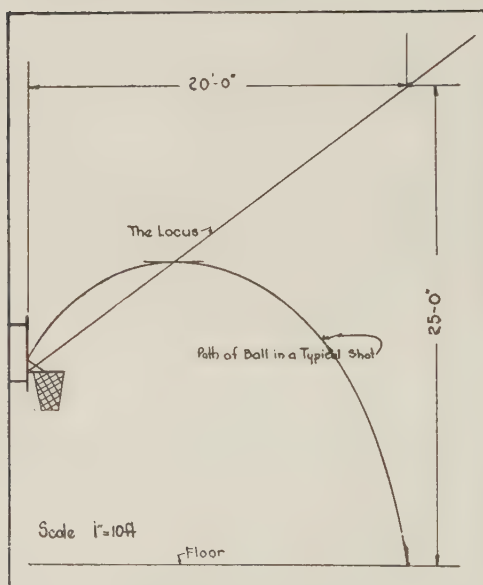 20'-0"
The Locus
25-0"
Path of Ball in a Typical Shot
Scale 1"=10ft
Floor